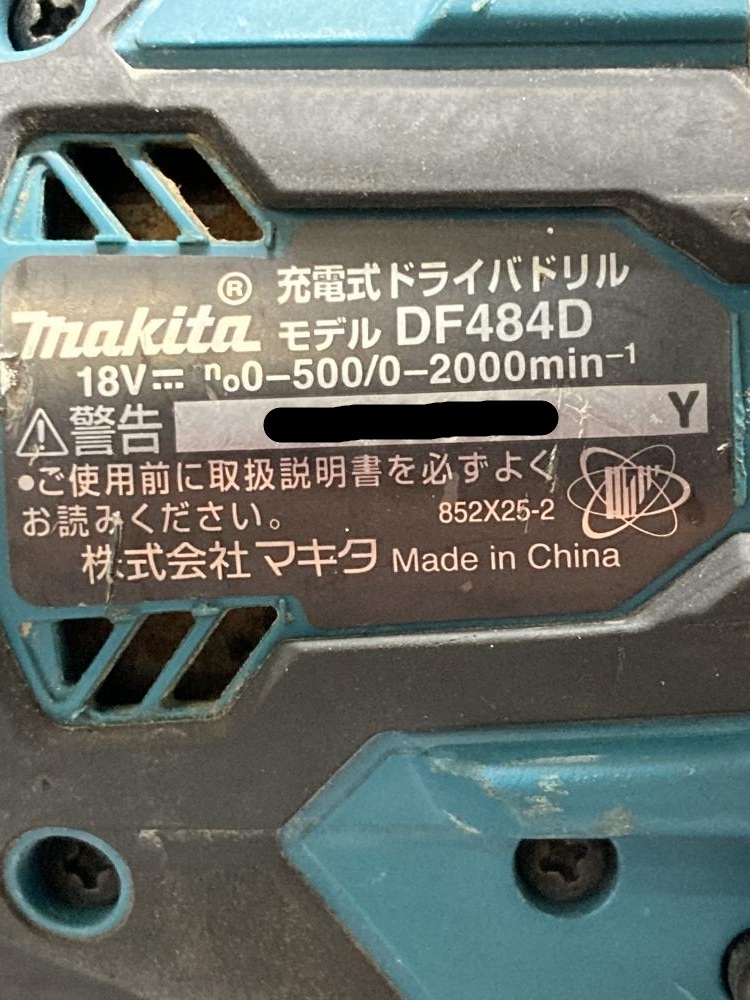 ® 充電式ドライバドリル
makita モデル DF484D
18V⎓ n₀0–500/0–2000min⁻¹
⚠警告 Y
●ご使用前に取扱説明書を必ずよく
お読みください。 852X25-2
株式会社マキタ Made in China